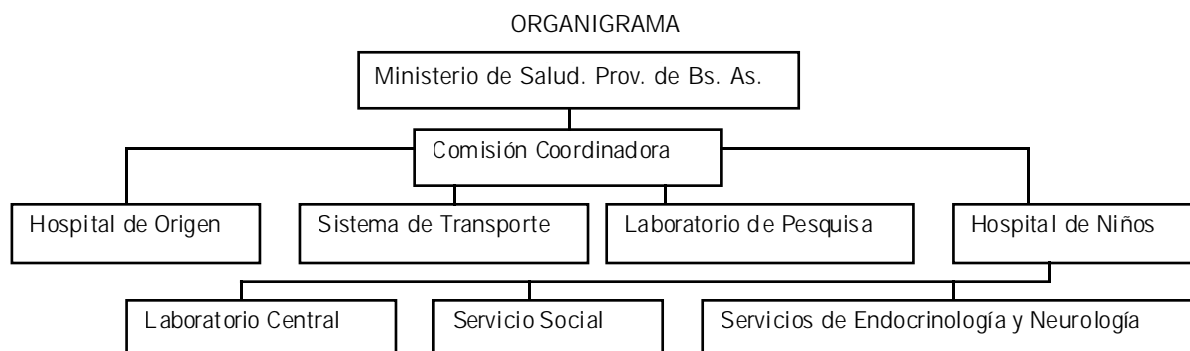 ORGANIGRAMA
Ministerio de Salud. Prov. de Bs. As.
Comisión Coordinadora
Hospital de Origen
Sistema de Transporte
Laboratorio de Pesquisa
Hospital de Niños
Laboratorio Central
Servicio Social
Servicios de Endocrinología y Neurología